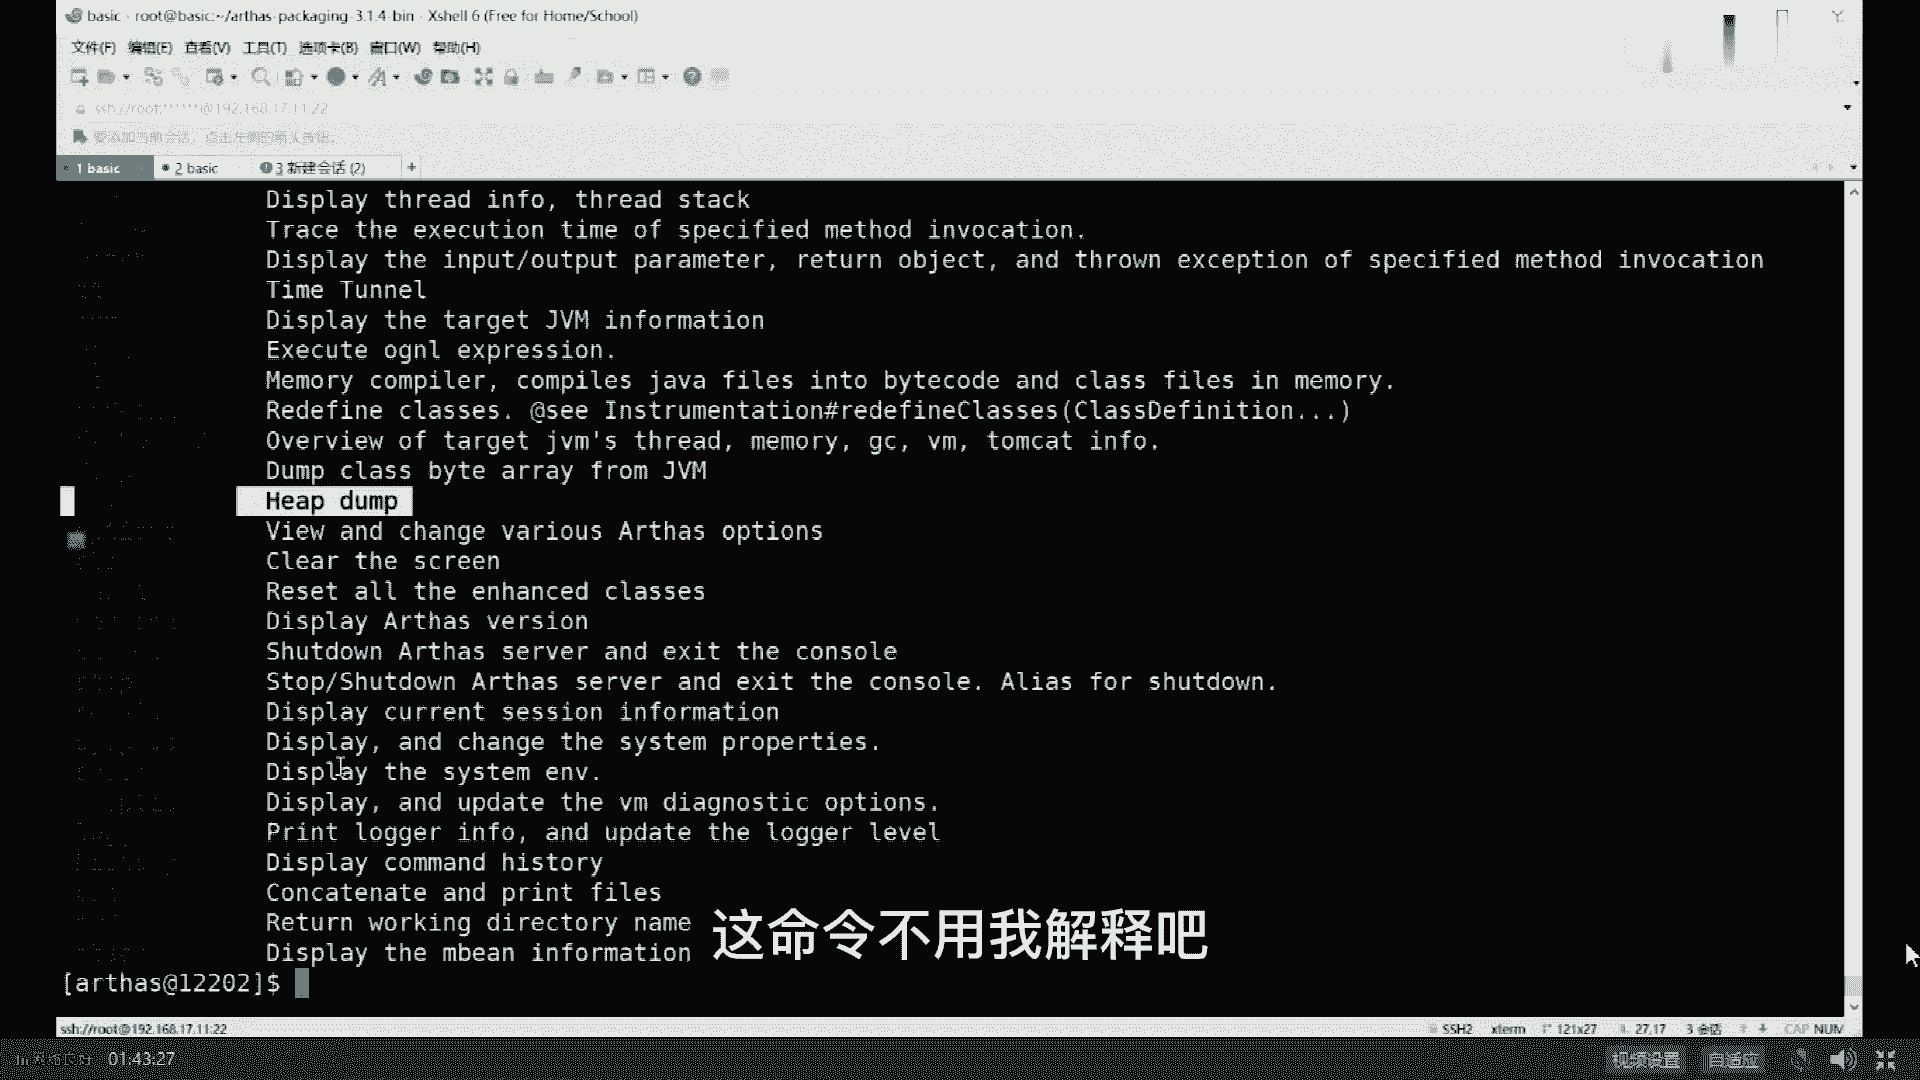 basic - root@basic:~/arthas-packaging-3.1.4-bin - Xshell 6 (Free for Home/School)
文件(F) 编辑(E) 查看(V) 工具(T) 选项卡(B) 窗口(W) 帮助(H)
ssh://root:******@192.168.17.11:22
要添加当前会话，点击左侧的箭头按钮。
1 basic 2 basic 3 新建会话 (2) +
Display thread info, thread stack
Trace the execution time of specified method invocation.
Display the input/output parameter, return object, and thrown exception of specified method invocation
Time Tunnel
Display the target JVM information
Execute ognl expression.
Memory compiler, compiles java files into bytecode and class files in memory.
Redefine classes. @see Instrumentation#redefineClasses(ClassDefinition...)
Overview of target jvm's thread, memory, gc, vm, tomcat info.
Dump class byte array from JVM
Heap dump
View and change various Arthas options
Clear the screen
Reset all the enhanced classes
Display Arthas version
Shutdown Arthas server and exit the console
Stop/Shutdown Arthas server and exit the console. Alias for shutdown.
Display current session information
Display, and change the system properties.
Display the system env.
Display, and update the vm diagnostic options.
Print logger info, and update the logger level
Display command history
Concatenate and print files
Return working directory name
Display the mbean information
这命令不用我解释吧
[arthas@12202]$
ssh://root@192.168.17.11:22 SSH2 xterm 121x27 27,17 3 会话 CAP NUM
01:43:27 视频设置 自适应